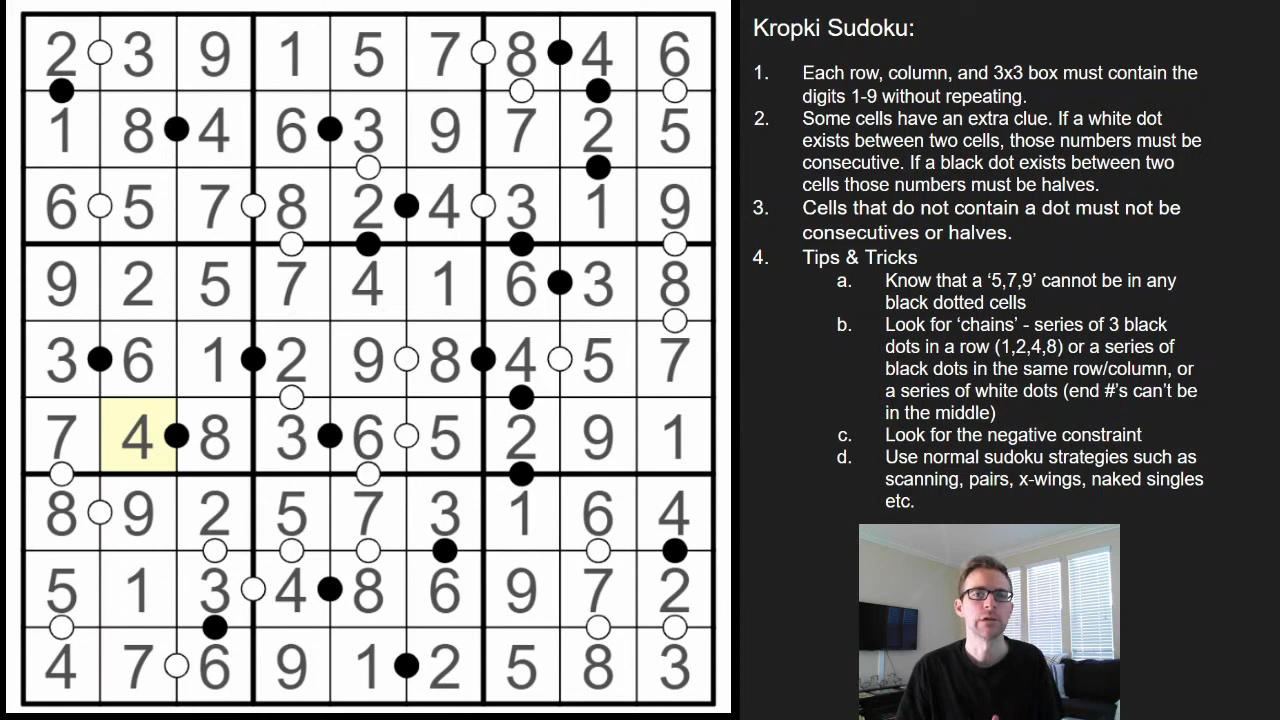 Kropki Sudoku:
1. Each row, column, and 3x3 box must contain the
digits 1-9 without repeating.
2. Some cells have an extra clue. If a white dot
exists between two cells, those numbers must be
consecutive. If a black dot exists between two
cells those numbers must be halves.
3. Cells that do not contain a dot must not be
consecutives or halves.
4. Tips & Tricks
a. Know that a ‘5,7,9’ cannot be in any
black dotted cells
b. Look for ‘chains’ - series of 3 black
dots in a row (1,2,4,8) or a series of
black dots in the same row/column, or
a series of white dots (end #’s can’t be
in the middle)
c. Look for the negative constraint
d. Use normal sudoku strategies such as
scanning, pairs, x-wings, naked singles
etc.
2 3 9 1 5 7 8 4 6
1 8 4 6 3 9 7 2 5
6 5 7 8 2 4 3 1 9
9 2 5 7 4 1 6 3 8
3 6 1 2 9 8 4 5 7
7 4 8 3 6 5 2 9 1
8 9 2 5 7 3 1 6 4
5 1 3 4 8 6 9 7 2
4 7 6 9 1 2 5 8 3